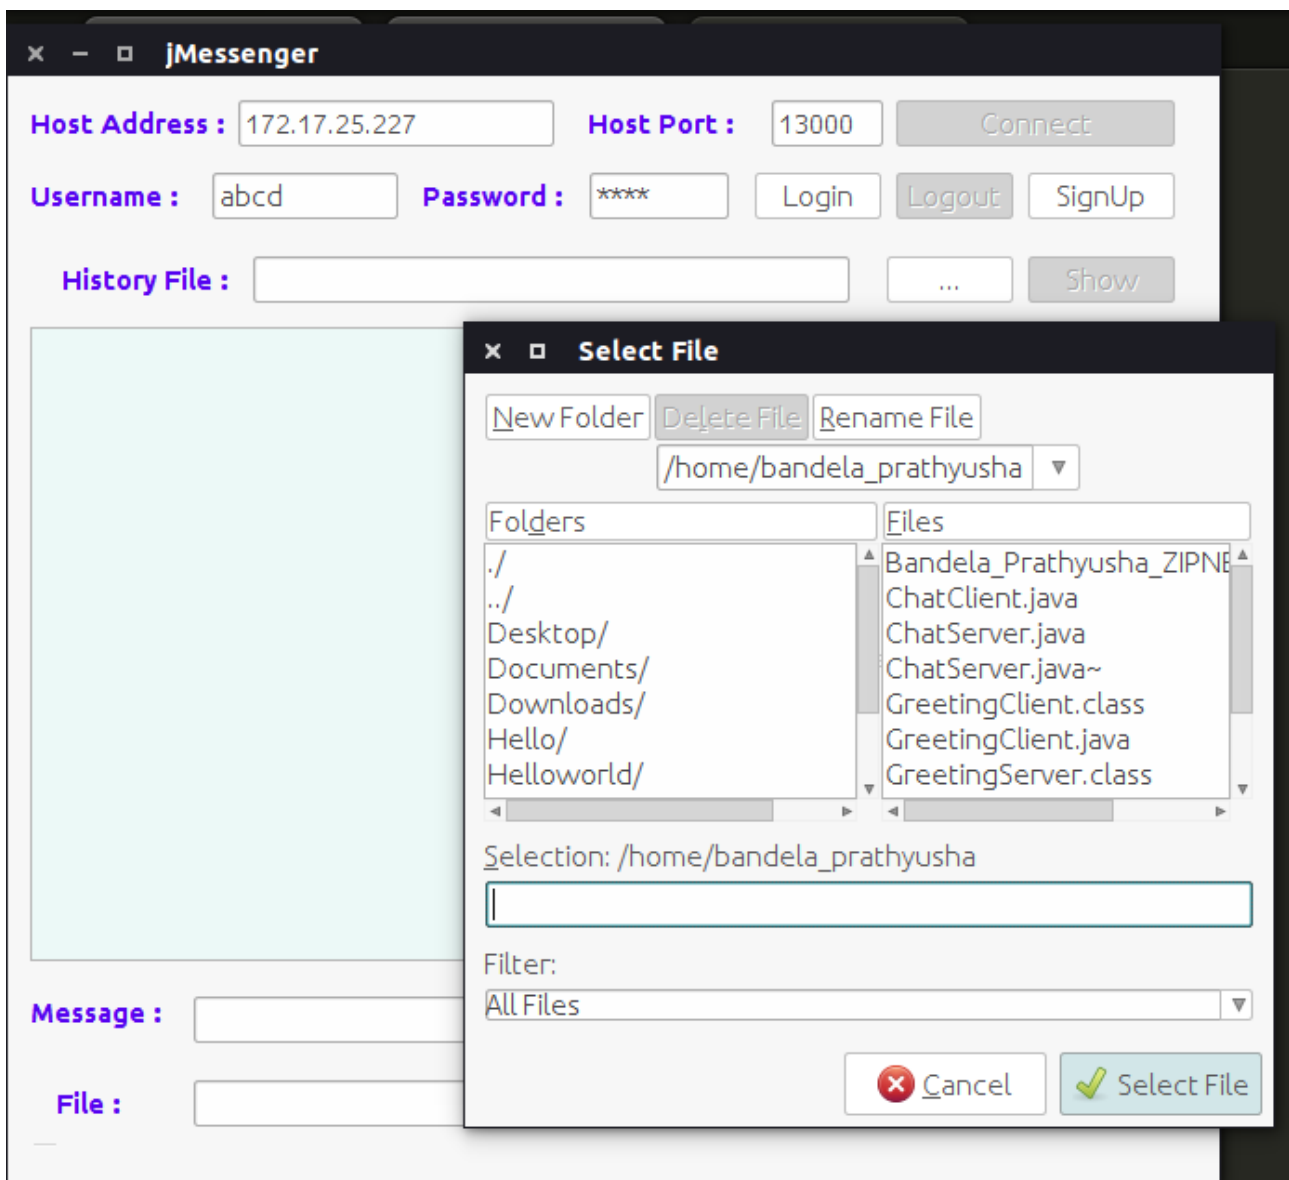 jMessenger
Host Address : 172.17.25.227 Host Port : 13000 Connect
Username : abcd Password : **** Login Logout SignUp
History File : ... Show
Select File
New Folder Delete File Rename File
/home/bandela_prathyusha
Folders Files
./ Bandela_Prathyusha_ZIPNE
../ ChatClient.java
Desktop/ ChatServer.java
Documents/ ChatServer.java~
Downloads/ GreetingClient.class
Hello/ GreetingClient.java
Helloworld/ GreetingServer.class
Selection: /home/bandela_prathyusha
Filter:
All Files
Message :
Cancel Select File
File :